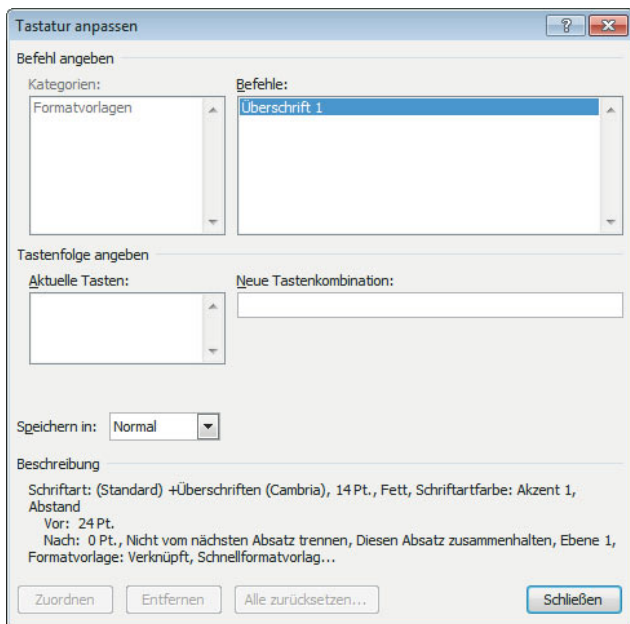 Tastatur anpassen
Befehl angeben
Kategorien:
Befehle:
Formatvorlagen
Überschrift 1
Tastenfolge angeben
Aktuelle Tasten:
Neue Tastenkombination:
Speichern in:
Normal
Beschreibung
Schriftart: (Standard) +Überschriften (Cambria), 14 Pt., Fett, Schriftartfarbe: Akzent 1,
Abstand
Vor: 24 Pt.
Nach: 0 Pt., Nicht vom nächsten Absatz trennen, Diesen Absatz zusammenhalten, Ebene 1,
Formatvorlage: Verknüpft, Schnellformatvorlag...
Zuordnen
Entfernen
Alle zurücksetzen...
Schließen